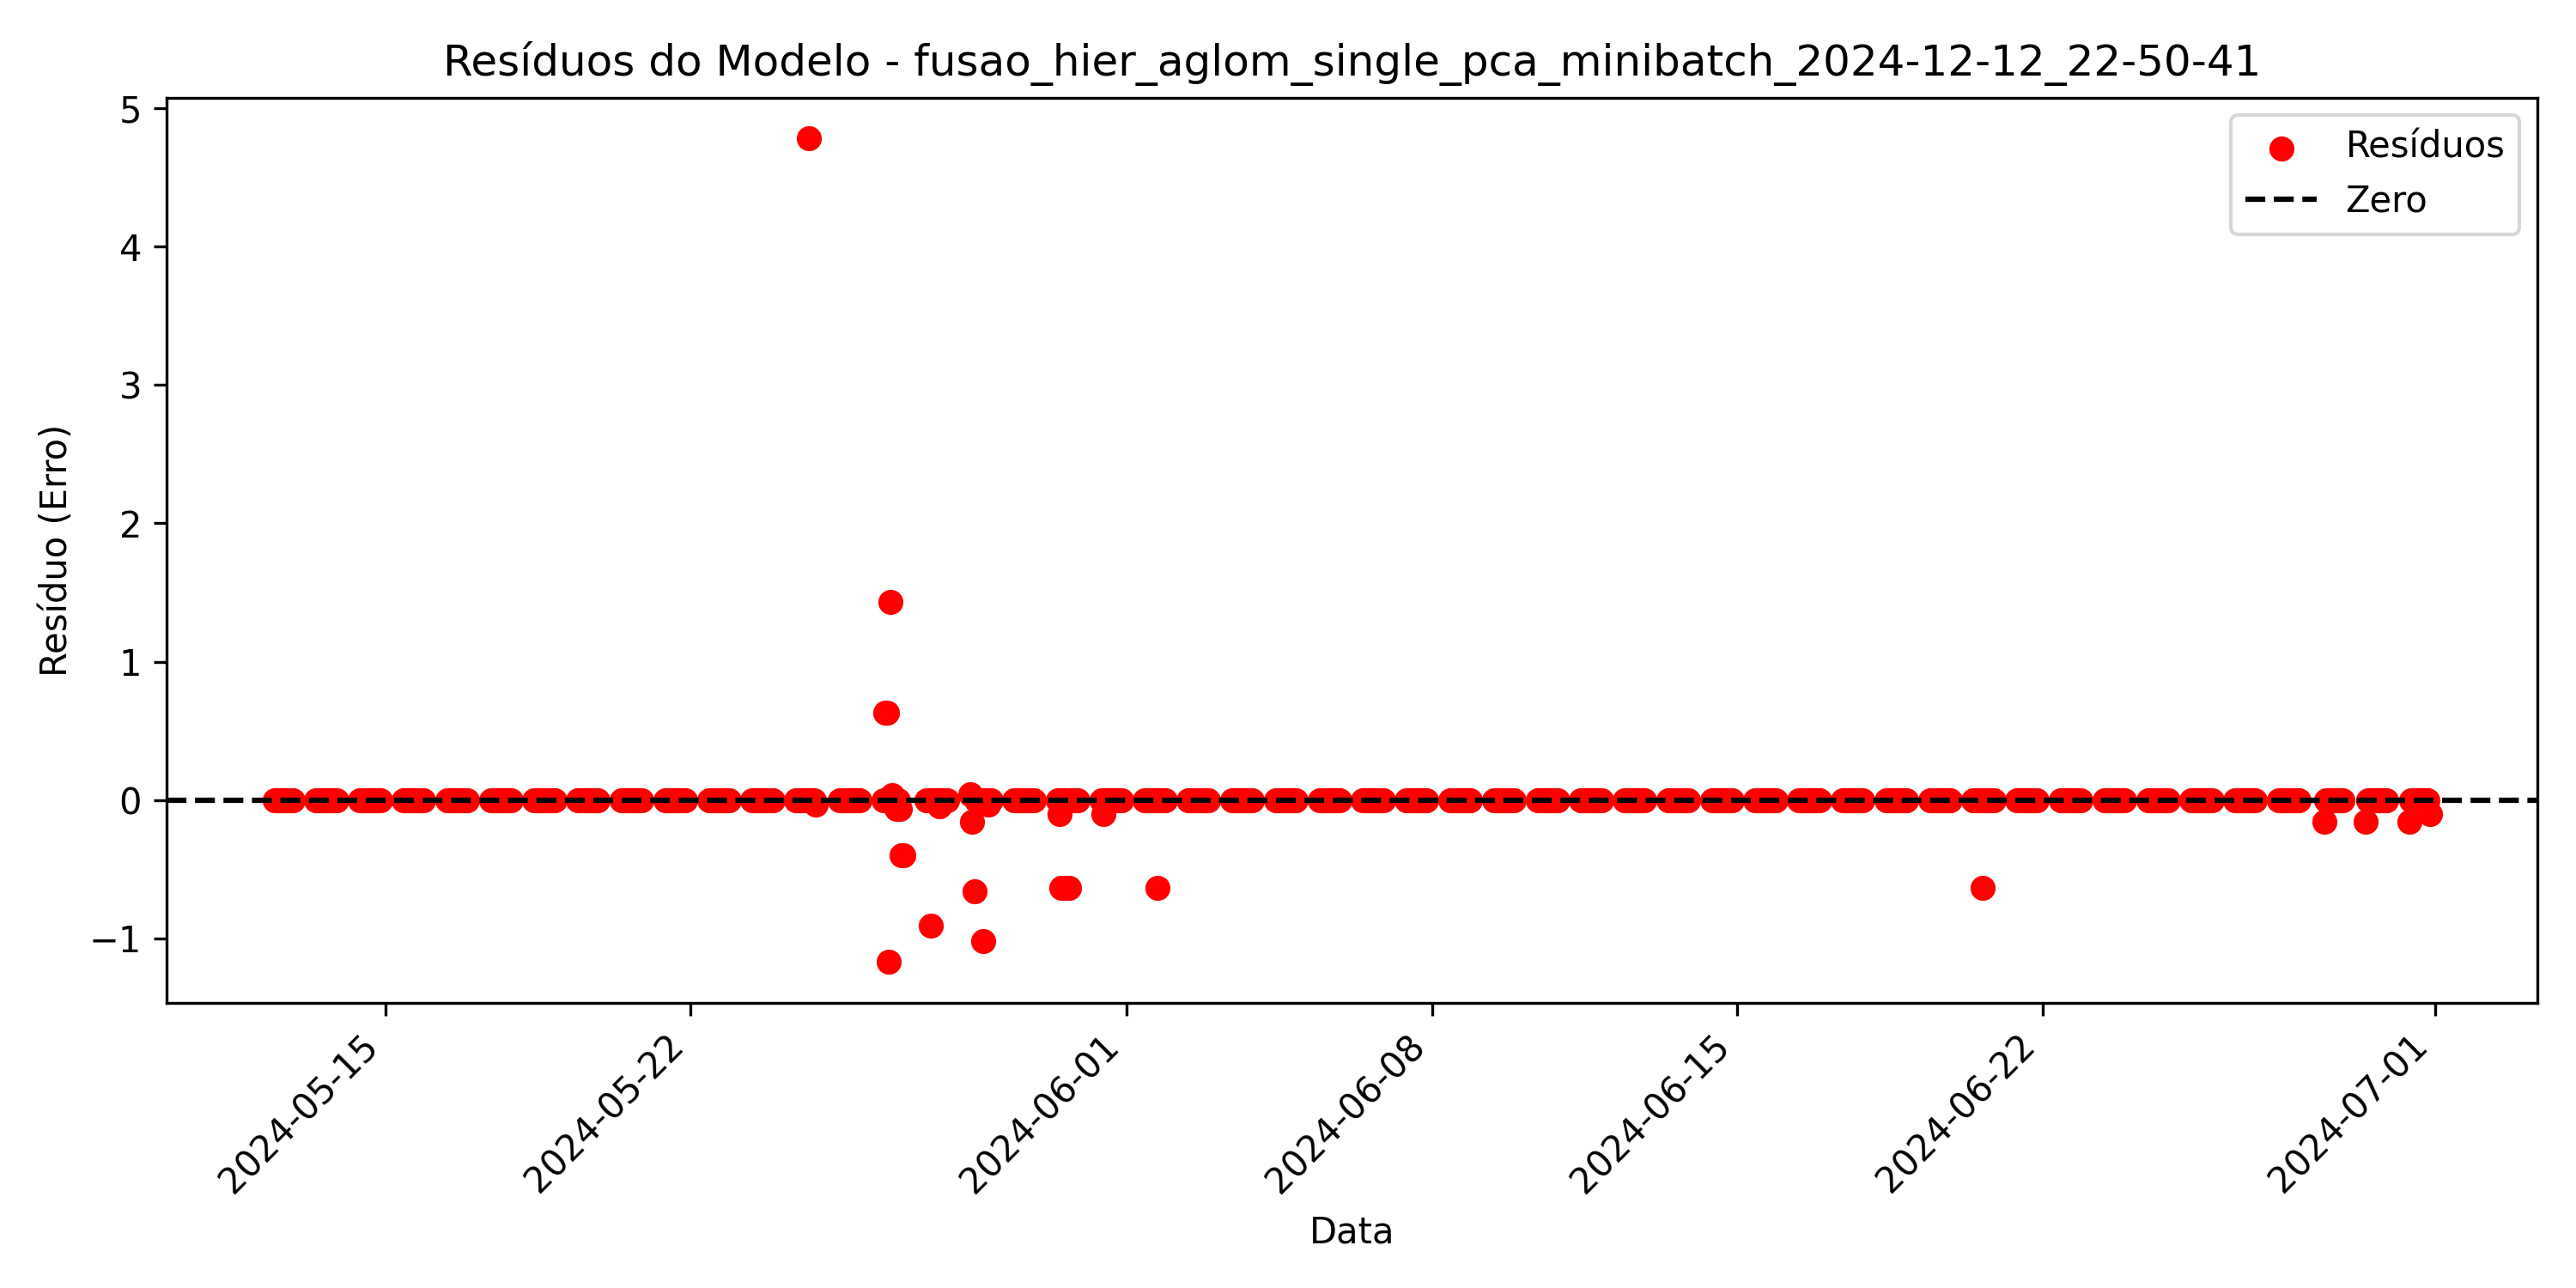 Resíduos do Modelo - fusao_hier_aglom_single_pca_minibatch_2024-12-12_22-50-41
Resíduos
Zero
Resíduo (Erro)
5
4
3
2
1
0
−1
2024-05-15
2024-05-22
2024-06-01
2024-06-08
2024-06-15
2024-06-22
2024-07-01
Data